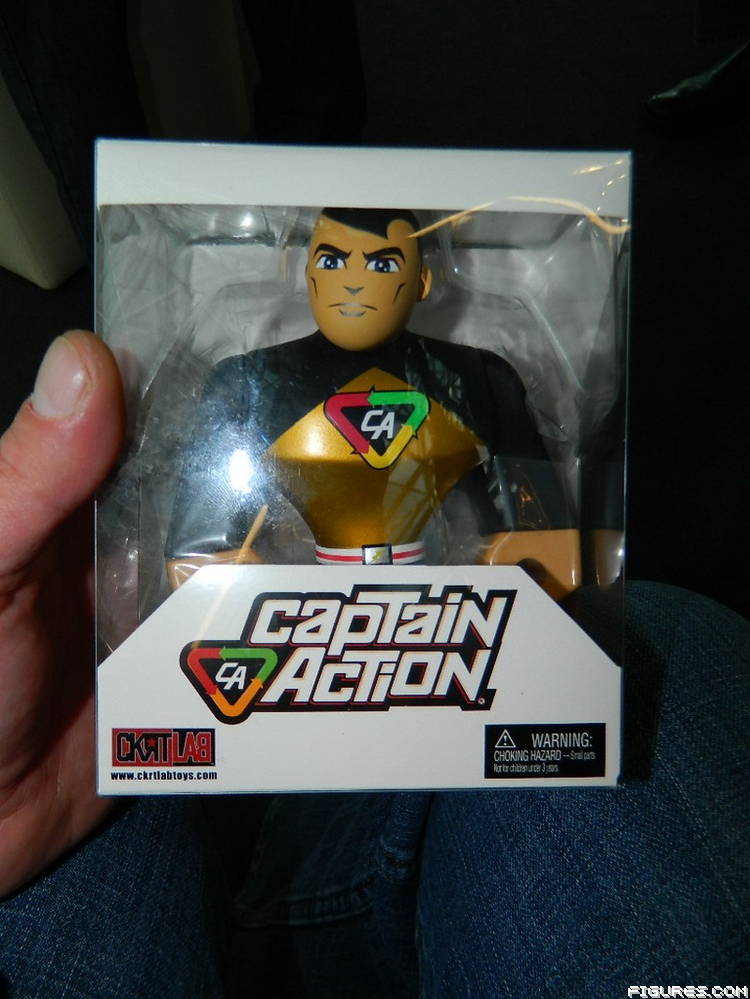 CA
CAPTAIN
CA ACTION
CKRTLAB
www.ckrtlabtoys.com
WARNING:
CHOKING HAZARD -- Small parts
Not for children under 3 years
FIGURES.COM